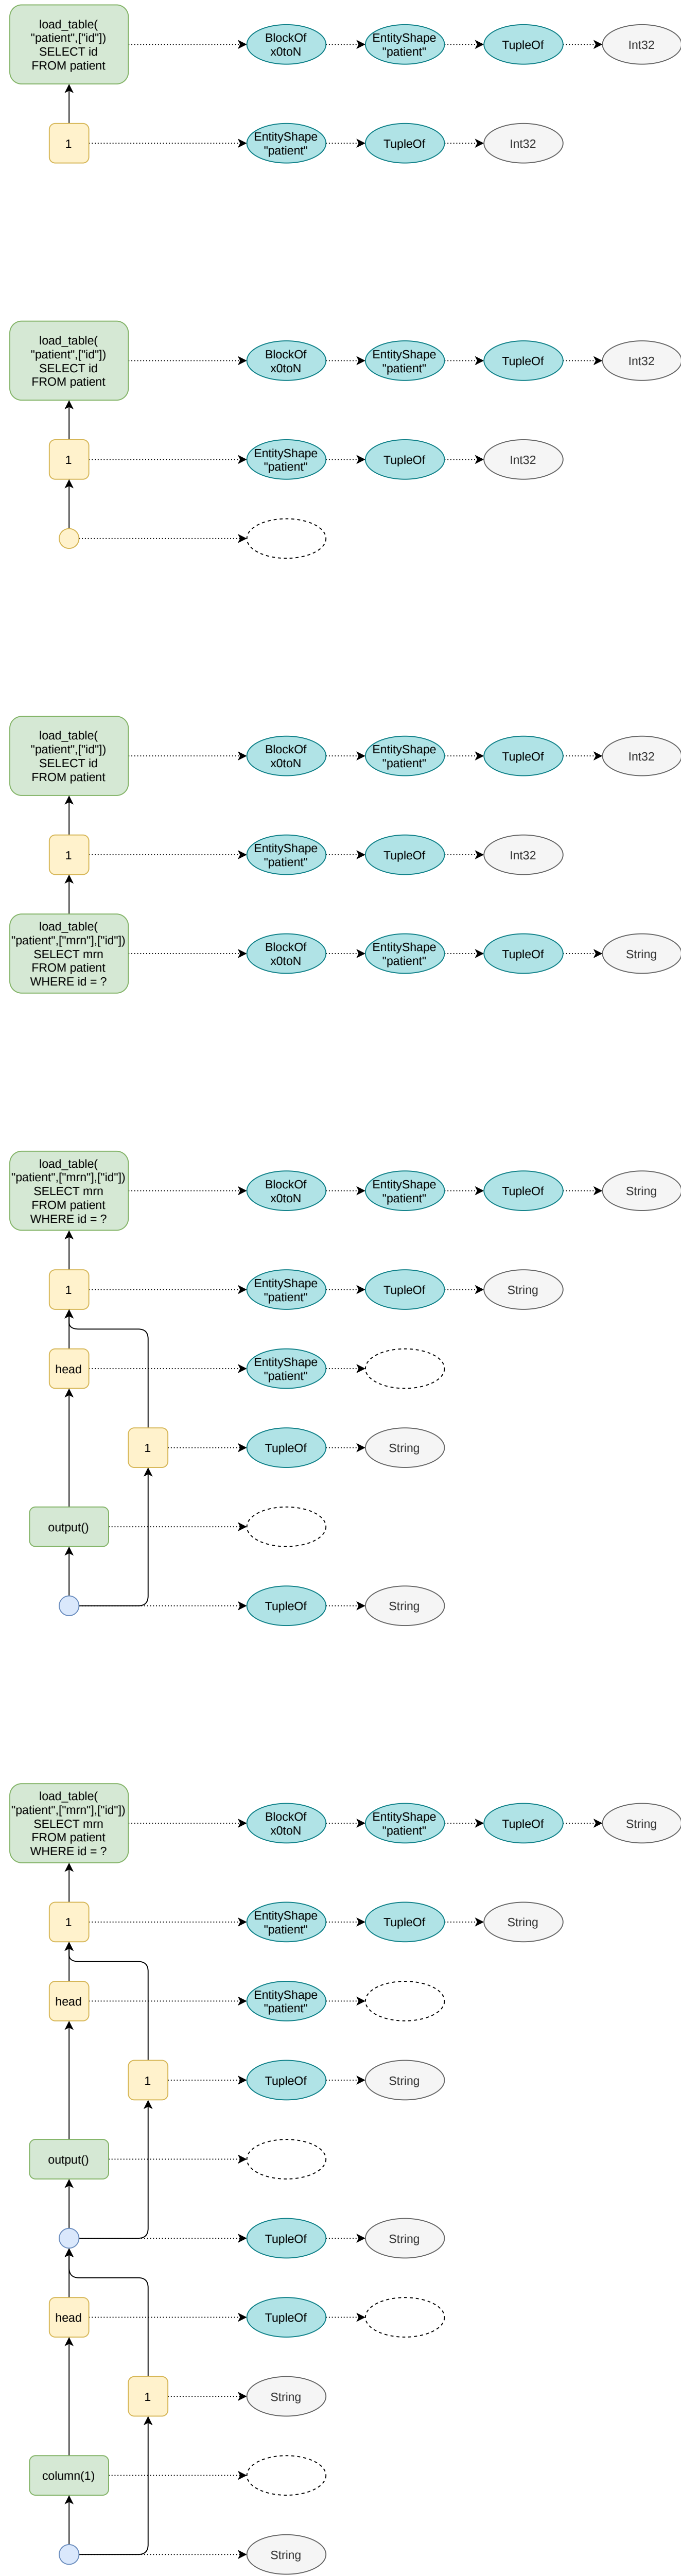 load_table(
"patient",["id"])
SELECT id
FROM patient
BlockOf
x0toN
EntityShape
"patient"
TupleOf
Int32
1
EntityShape
"patient"
TupleOf
Int32
load_table(
"patient",["id"])
SELECT id
FROM patient
BlockOf
x0toN
EntityShape
"patient"
TupleOf
Int32
1
EntityShape
"patient"
TupleOf
Int32
load_table(
"patient",["id"])
SELECT id
FROM patient
BlockOf
x0toN
EntityShape
"patient"
TupleOf
Int32
1
EntityShape
"patient"
TupleOf
Int32
load_table(
"patient",["mrn"],["id"])
SELECT mrn
FROM patient
WHERE id = ?
BlockOf
x0toN
EntityShape
"patient"
TupleOf
String
load_table(
"patient",["mrn"],["id"])
SELECT mrn
FROM patient
WHERE id = ?
BlockOf
x0toN
EntityShape
"patient"
TupleOf
String
1
EntityShape
"patient"
TupleOf
String
head
EntityShape
"patient"
1
TupleOf
String
output()
TupleOf
String
load_table(
"patient",["mrn"],["id"])
SELECT mrn
FROM patient
WHERE id = ?
BlockOf
x0toN
EntityShape
"patient"
TupleOf
String
1
EntityShape
"patient"
TupleOf
String
head
EntityShape
"patient"
1
TupleOf
String
output()
TupleOf
String
head
TupleOf
1
String
column(1)
String